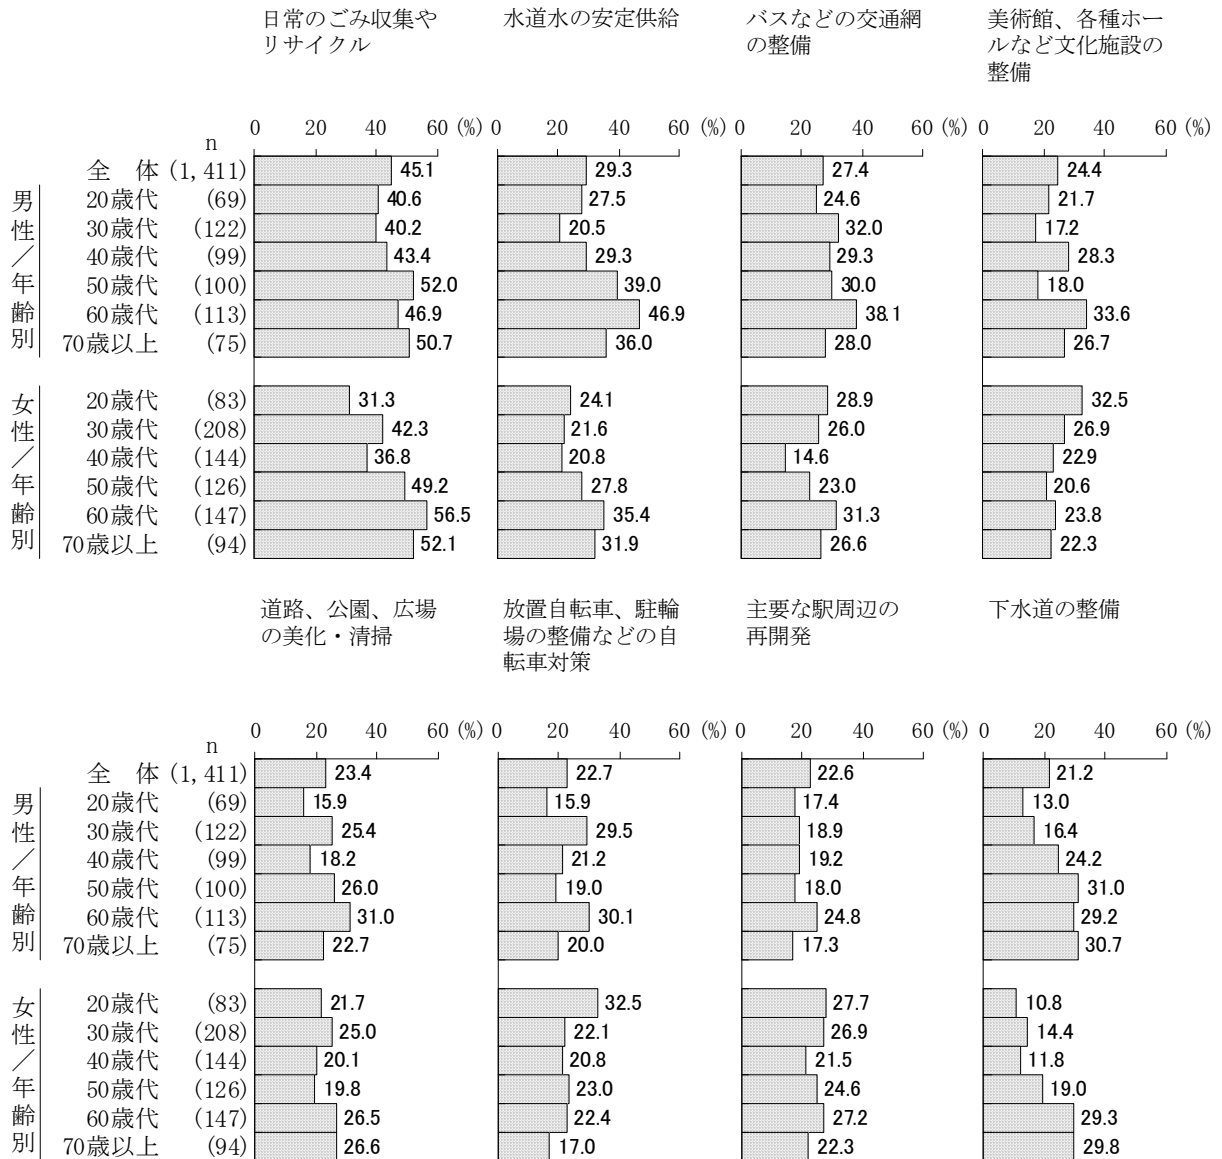 日常のごみ収集や
リサイクル
水道水の安定供給
バスなどの交通網
の整備
美術館、各種ホー
ルなど文化施設の
整備
0 20 40 60 (%) 0 20 40 60 (%) 0 20 40 60 (%) 0 20 40 60 (%)
n
全 体 (1,411) 45.1 29.3 27.4 24.4
男性／年齢別
20歳代 (69) 40.6 27.5 24.6 21.7
30歳代 (122) 40.2 20.5 32.0 17.2
40歳代 (99) 43.4 29.3 29.3 28.3
50歳代 (100) 52.0 39.0 30.0 18.0
60歳代 (113) 46.9 46.9 38.1 33.6
70歳以上 (75) 50.7 36.0 28.0 26.7
女性／年齢別
20歳代 (83) 31.3 24.1 28.9 32.5
30歳代 (208) 42.3 21.6 26.0 26.9
40歳代 (144) 36.8 20.8 14.6 22.9
50歳代 (126) 49.2 27.8 23.0 20.6
60歳代 (147) 56.5 35.4 31.3 23.8
70歳以上 (94) 52.1 31.9 26.6 22.3
道路、公園、広場
の美化・清掃
放置自転車、駐輪
場の整備などの自
転車対策
主要な駅周辺の
再開発
下水道の整備
0 20 40 60 (%) 0 20 40 60 (%) 0 20 40 60 (%) 0 20 40 60 (%)
n
全 体 (1,411) 23.4 22.7 22.6 21.2
男性／年齢別
20歳代 (69) 15.9 15.9 17.4 13.0
30歳代 (122) 25.4 29.5 18.9 16.4
40歳代 (99) 18.2 21.2 19.2 24.2
50歳代 (100) 26.0 19.0 18.0 31.0
60歳代 (113) 31.0 30.1 24.8 29.2
70歳以上 (75) 22.7 20.0 17.3 30.7
女性／年齢別
20歳代 (83) 21.7 32.5 27.7 10.8
30歳代 (208) 25.0 22.1 26.9 14.4
40歳代 (144) 20.1 20.8 21.5 11.8
50歳代 (126) 19.8 23.0 24.6 19.0
60歳代 (147) 26.5 22.4 27.2 29.3
70歳以上 (94) 26.6 17.0 22.3 29.8